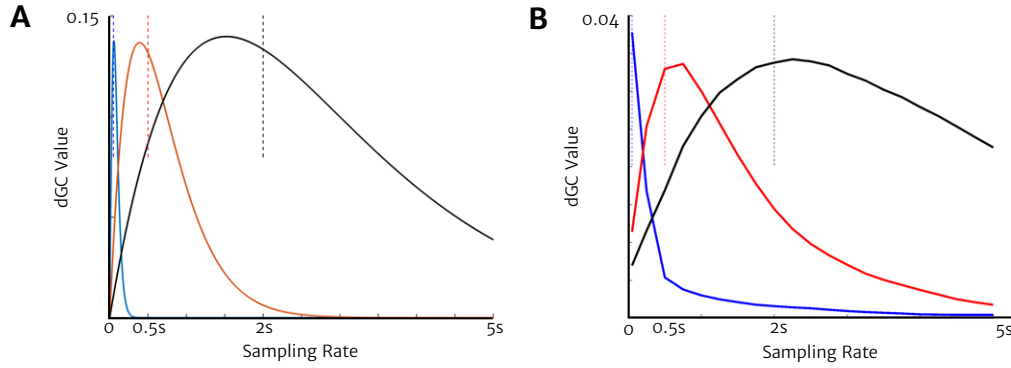 A
0.15
dGC Value
0 0.5S 2S 5S
Sampling Rate
B
0.04
dGC Value
0 0.5S 2S 5s
Sampling Rate